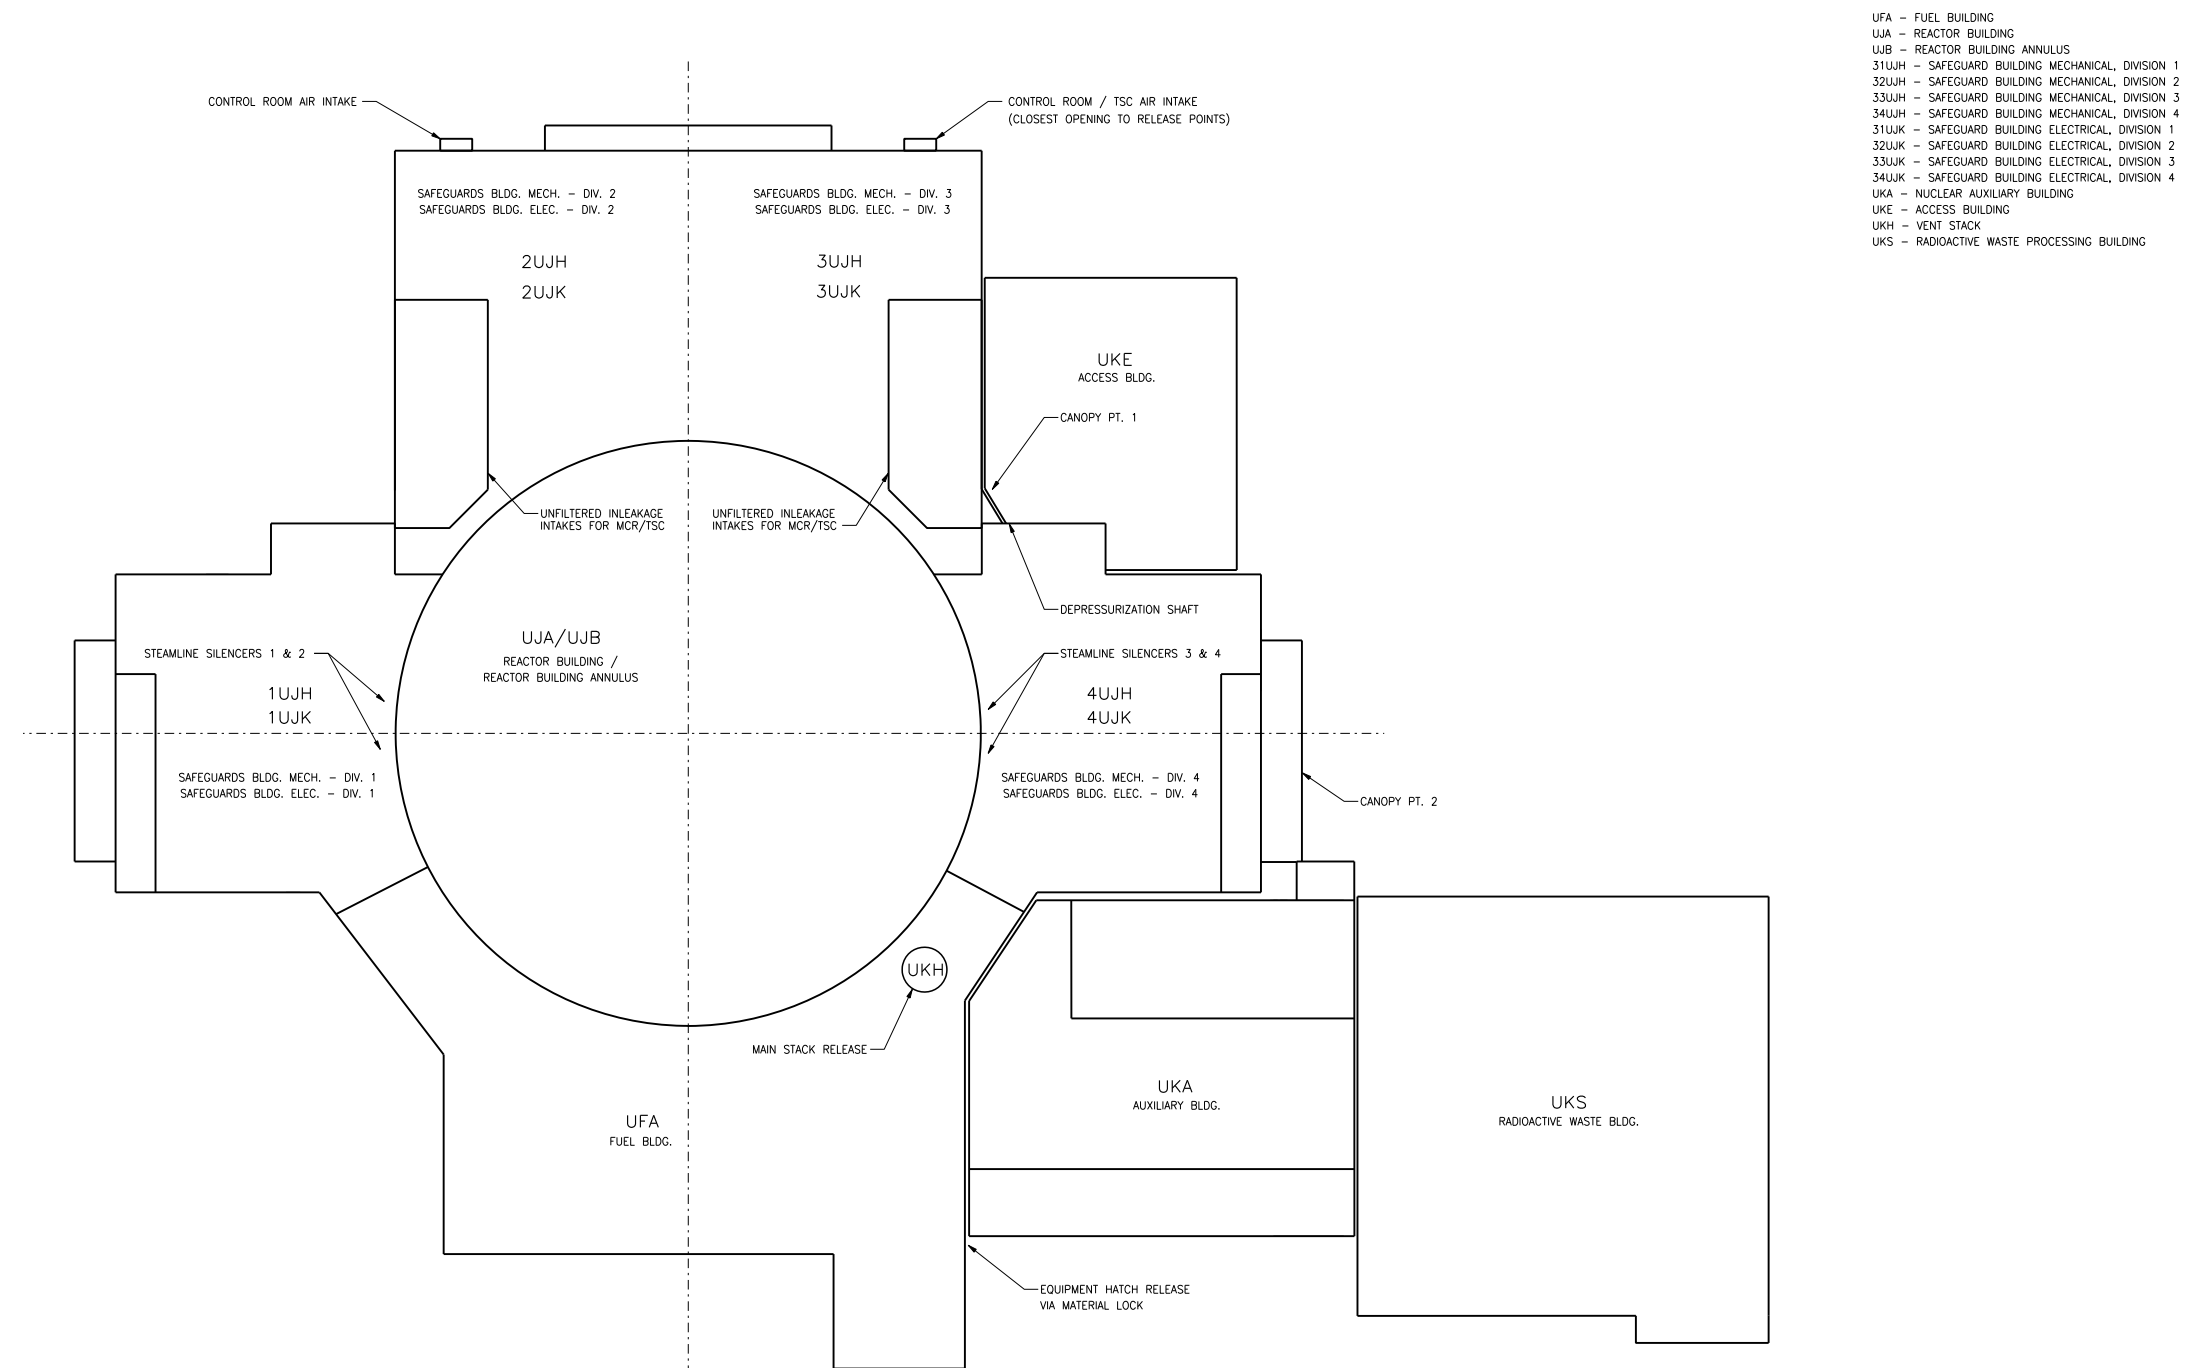 UFA – FUEL BUILDING
UJA – REACTOR BUILDING
UJB – REACTOR BUILDING ANNULUS
31UJH – SAFEGUARD BUILDING MECHANICAL, DIVISION 1
32UJH – SAFEGUARD BUILDING MECHANICAL, DIVISION 2
33UJH – SAFEGUARD BUILDING MECHANICAL, DIVISION 3
34UJH – SAFEGUARD BUILDING MECHANICAL, DIVISION 4
31UJK – SAFEGUARD BUILDING ELECTRICAL, DIVISION 1
32UJK – SAFEGUARD BUILDING ELECTRICAL, DIVISION 2
33UJK – SAFEGUARD BUILDING ELECTRICAL, DIVISION 3
34UJK – SAFEGUARD BUILDING ELECTRICAL, DIVISION 4
UKA – NUCLEAR AUXILIARY BUILDING
UKE – ACCESS BUILDING
UKH – VENT STACK
UKS – RADIOACTIVE WASTE PROCESSING BUILDING
CONTROL ROOM AIR INTAKE
CONTROL ROOM / TSC AIR INTAKE
(CLOSEST OPENING TO RELEASE POINTS)
SAFEGUARDS BLDG. MECH. – DIV. 2
SAFEGUARDS BLDG. ELEC. – DIV. 2
SAFEGUARDS BLDG. MECH. – DIV. 3
SAFEGUARDS BLDG. ELEC. – DIV. 3
2UJH
2UJK
3UJH
3UJK
UKE
ACCESS BLDG.
CANOPY PT. 1
UNFILTERED INLEAKAGE
INTAKES FOR MCR/TSC
UNFILTERED INLEAKAGE
INTAKES FOR MCR/TSC
DEPRESSURIZATION SHAFT
UJA/UJB
REACTOR BUILDING /
REACTOR BUILDING ANNULUS
STEAMLINE SILENCERS 1 & 2
STEAMLINE SILENCERS 3 & 4
1UJH
1UJK
4UJH
4UJK
SAFEGUARDS BLDG. MECH. – DIV. 1
SAFEGUARDS BLDG. ELEC. – DIV. 1
SAFEGUARDS BLDG. MECH. – DIV. 4
SAFEGUARDS BLDG. ELEC. – DIV. 4
CANOPY PT. 2
UKH
MAIN STACK RELEASE
UKA
AUXILIARY BLDG.
UKS
RADIOACTIVE WASTE BLDG.
UFA
FUEL BLDG.
EQUIPMENT HATCH RELEASE
VIA MATERIAL LOCK